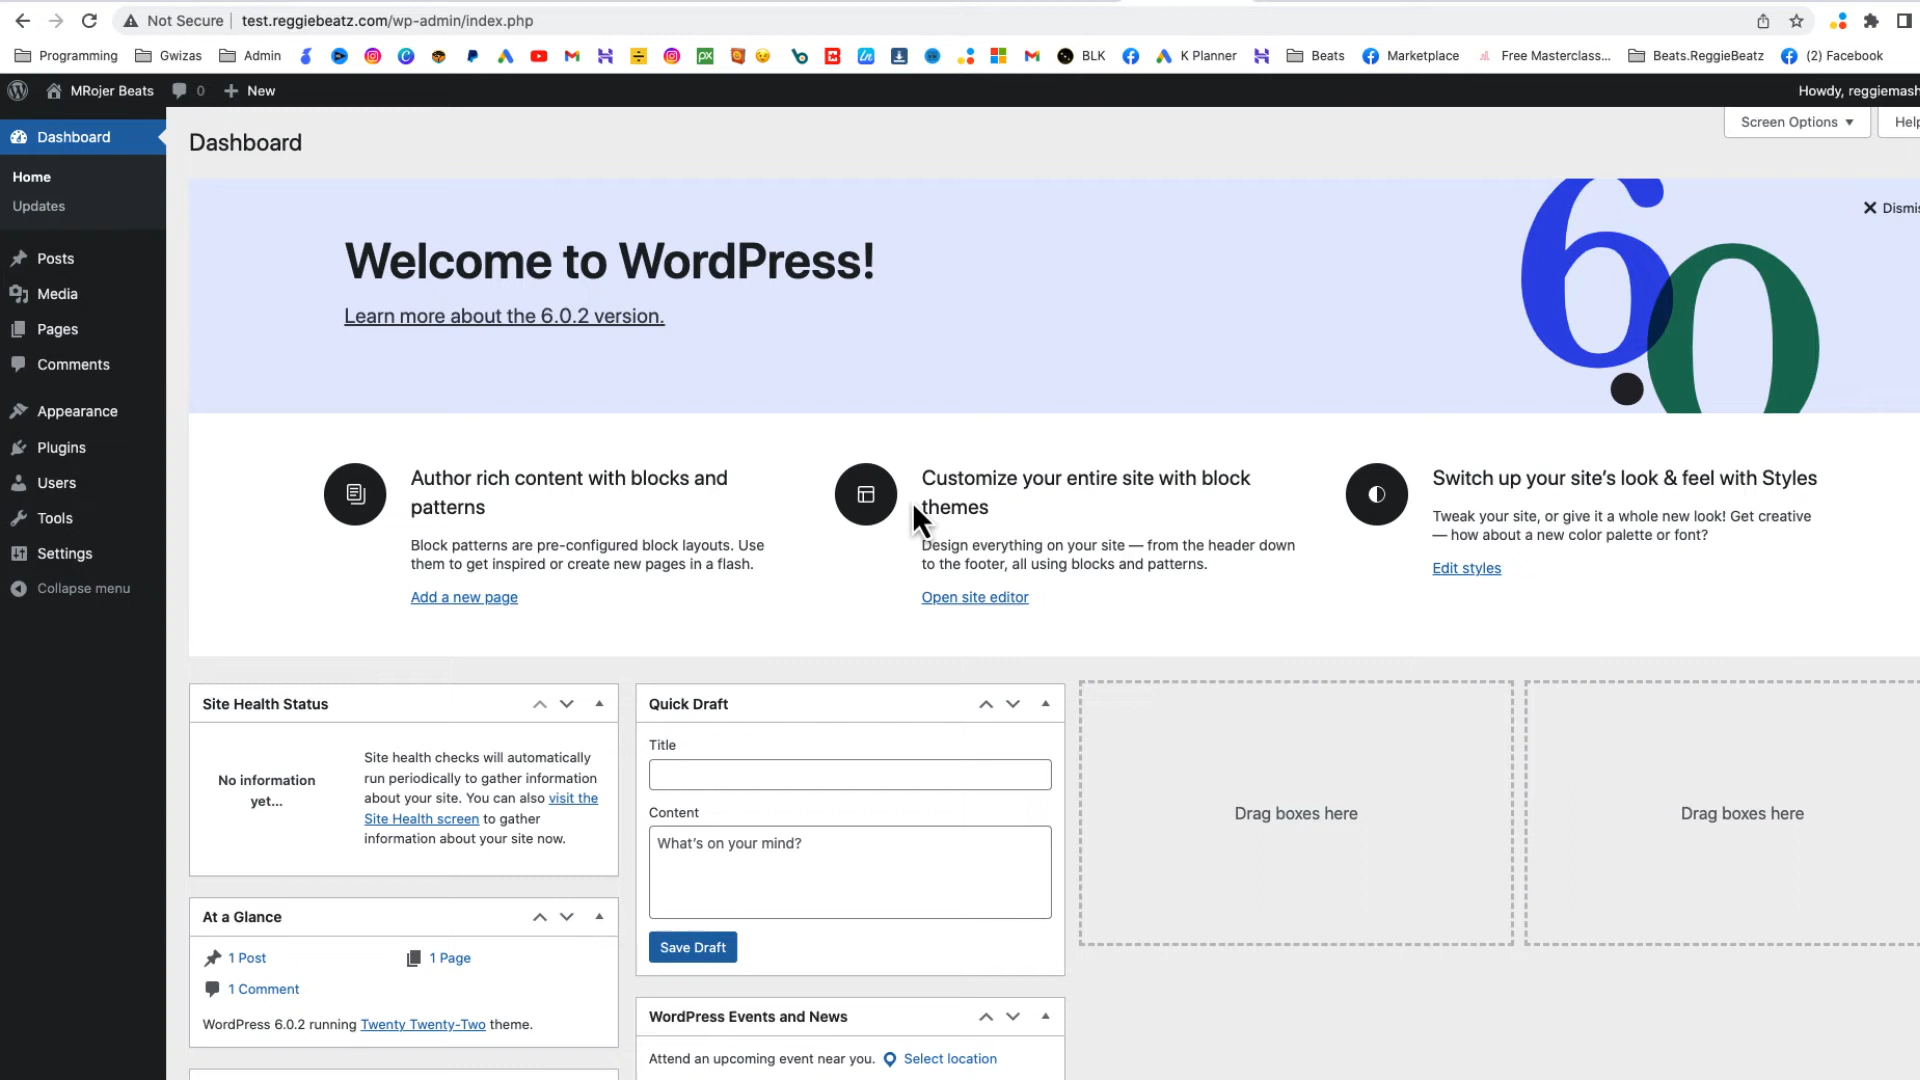 Not Secure
test.reggiebeatz.com/wp-admin/index.php
Programming
Gwizas
Admin
BLK
K Planner
Beats
Marketplace
Free Masterclass...
Beats.ReggieBeatz
(2) Facebook
MRojer Beats
0
New
Howdy, reggiemash
Dashboard
Home
Updates
Posts
Media
Pages
Comments
Appearance
Plugins
Users
Tools
Settings
Collapse menu
Dashboard
Screen Options
Help
Dismis
6.0
Welcome to WordPress!
Learn more about the 6.0.2 version.
Author rich content with blocks and
patterns
Block patterns are pre-configured block layouts. Use
them to get inspired or create new pages in a flash.
Add a new page
Customize your entire site with block
themes
Design everything on your site — from the header down
to the footer, all using blocks and patterns.
Open site editor
Switch up your site's look & feel with Styles
Tweak your site, or give it a whole new look! Get creative
— how about a new color palette or font?
Edit styles
Site Health Status
No information
yet...
Site health checks will automatically
run periodically to gather information
about your site. You can also visit the
Site Health screen to gather
information about your site now.
At a Glance
1 Post
1 Page
1 Comment
WordPress 6.0.2 running Twenty Twenty-Two theme.
Quick Draft
Title
Content
What's on your mind?
Save Draft
WordPress Events and News
Attend an upcoming event near you.
Select location
Drag boxes here
Drag boxes here